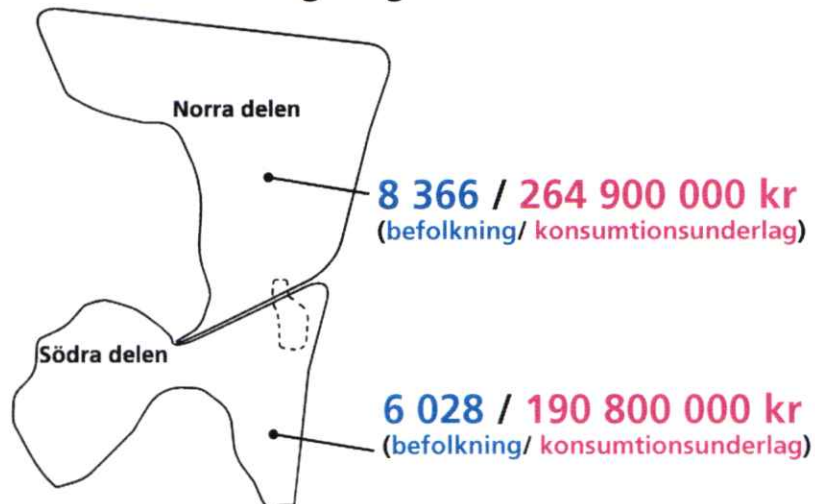 Norra delen
8 366 / 264 900 000 kr
(befolkning/ konsumtionsunderlag)
Södra delen
6 028 / 190 800 000 kr
(befolkning/ konsumtionsunderlag)